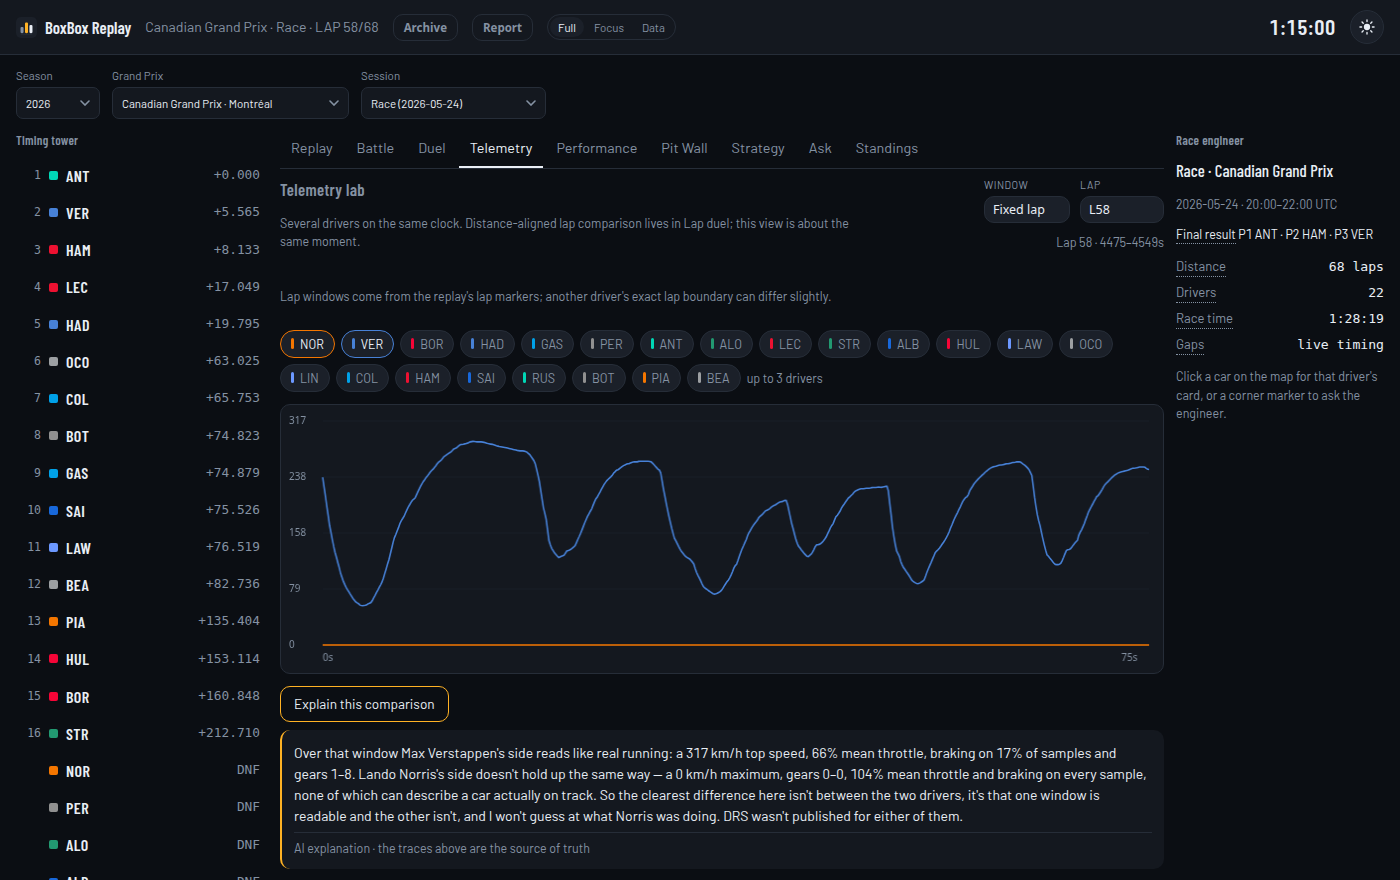 BoxBox Replay Canadian Grand Prix · Race · LAP 58/68 Archive Report Full Focus Data 1:15:00
Season Grand Prix Session
2026 Canadian Grand Prix · Montréal Race (2026-05-24)
Timing tower
1 ANT +0.000
2 VER +5.565
3 HAM +8.133
4 LEC +17.049
5 HAD +19.795
6 OCO +63.025
7 COL +65.753
8 BOT +74.823
9 GAS +74.879
10 SAI +75.526
11 LAW +76.519
12 BEA +82.736
13 PIA +135.404
14 HUL +153.114
15 BOR +160.848
16 STR +212.710
NOR DNF
PER DNF
ALO DNF
ALB DNF
Replay Battle Duel Telemetry Performance Pit Wall Strategy Ask Standings
Telemetry lab
Several drivers on the same clock. Distance-aligned lap comparison lives in Lap duel; this view is about the
same moment.
WINDOW LAP
Fixed lap L58
Lap 58 · 4475–4549s
Lap windows come from the replay's lap markers; another driver's exact lap boundary can differ slightly.
NOR VER BOR HAD GAS PER ANT ALO LEC STR ALB HUL LAW OCO
LIN COL HAM SAI RUS BOT PIA BEA up to 3 drivers
317
238
158
79
0
0s 75s
Explain this comparison
Over that window Max Verstappen's side reads like real running: a 317 km/h top speed, 66% mean throttle, braking on 17% of samples and
gears 1–8. Lando Norris's side doesn't hold up the same way — a 0 km/h maximum, gears 0–0, 104% mean throttle and braking on every sample,
none of which can describe a car actually on track. So the clearest difference here isn't between the two drivers, it's that one window is
readable and the other isn't, and I won't guess at what Norris was doing. DRS wasn't published for either of them.
AI explanation · the traces above are the source of truth
Race engineer
Race · Canadian Grand Prix
2026-05-24 · 20:00–22:00 UTC
Final result P1 ANT · P2 HAM · P3 VER
Distance 68 laps
Drivers 22
Race time 1:28:19
Gaps live timing
Click a car on the map for that driver's
card, or a corner marker to ask the
engineer.